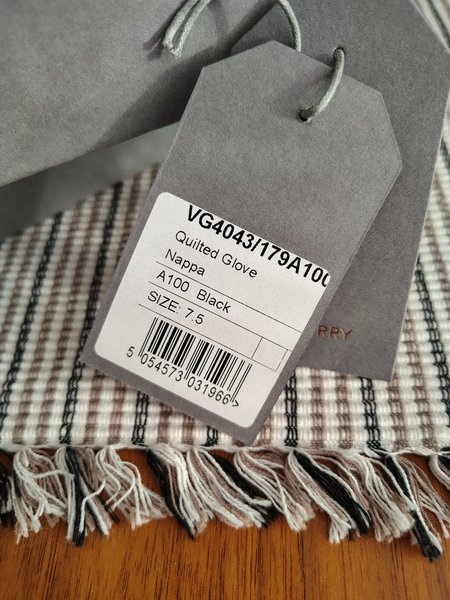 VG4043/179A100
Quilted Glove
Nappa
A100 Black
SIZE: 7.5
5 054573 031966 >
RRY